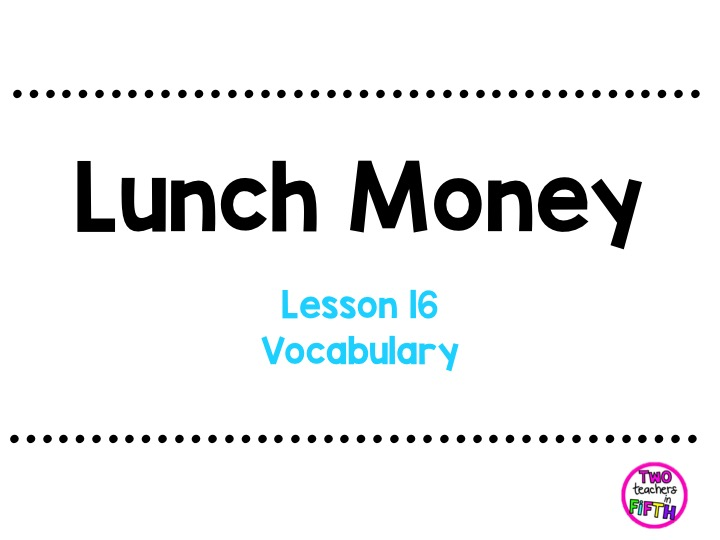 Lunch Money
Lesson 16
Vocabulary
TWO
teachers
in
FiFTH